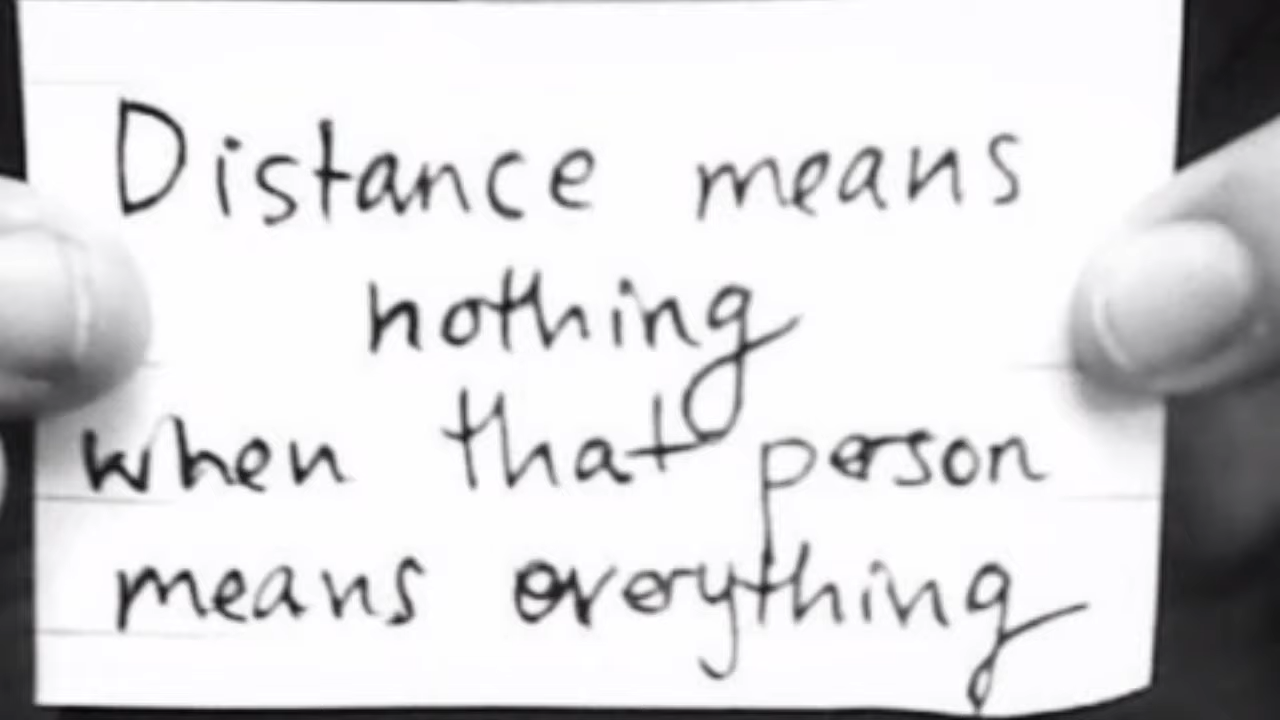 Distance means
nothing
when that person
means everything